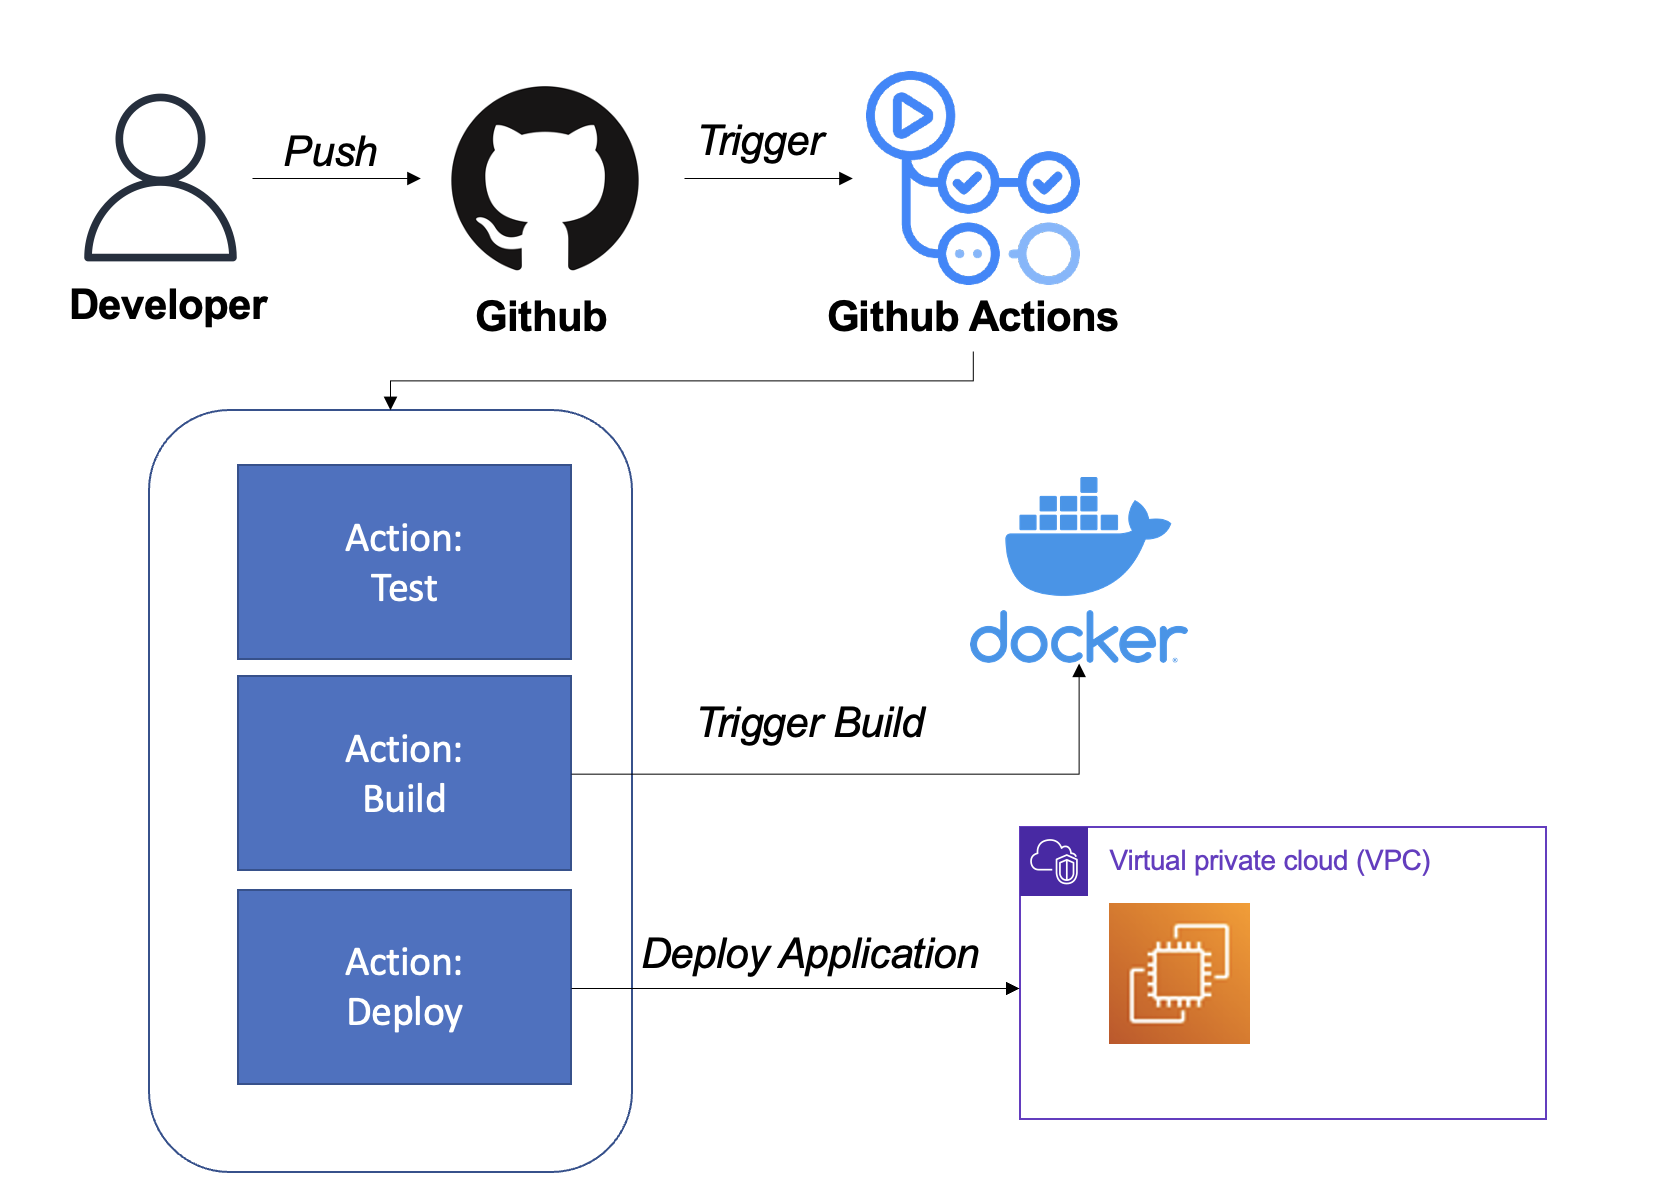 Push
Trigger
Developer
Github
Github Actions
Action:
Test
docker
Action:
Build
Trigger Build
Virtual private cloud (VPC)
Action:
Deploy
Deploy Application